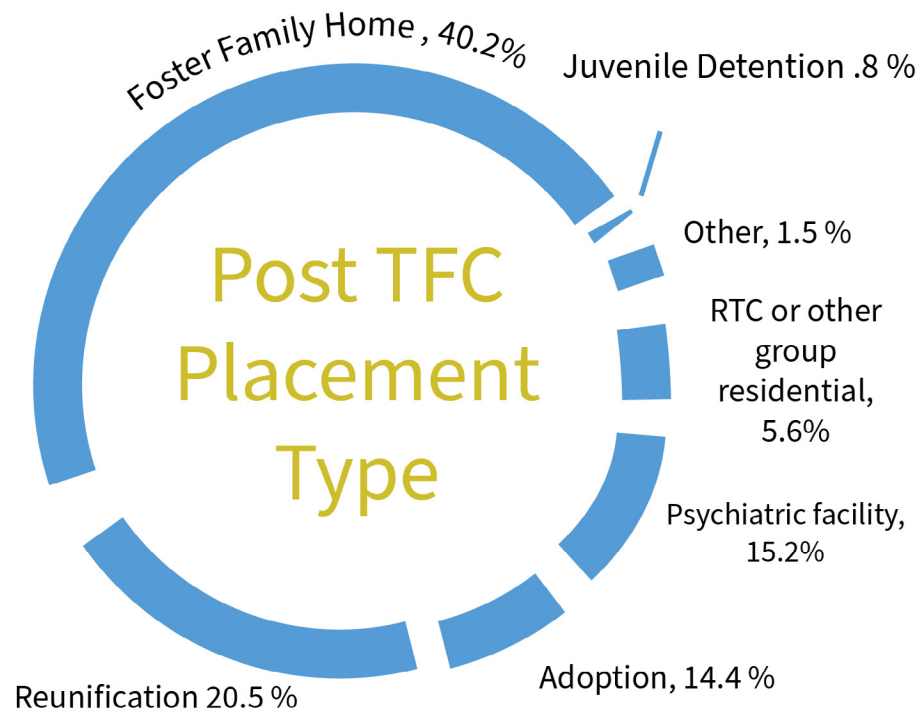 Foster Family Home , 40.2%
Juvenile Detention .8 %
Other, 1.5 %
RTC or other
group
residential,
5.6%
Psychiatric facility,
15.2%
Adoption, 14.4 %
Reunification 20.5 %
Post TFC
Placement
Type